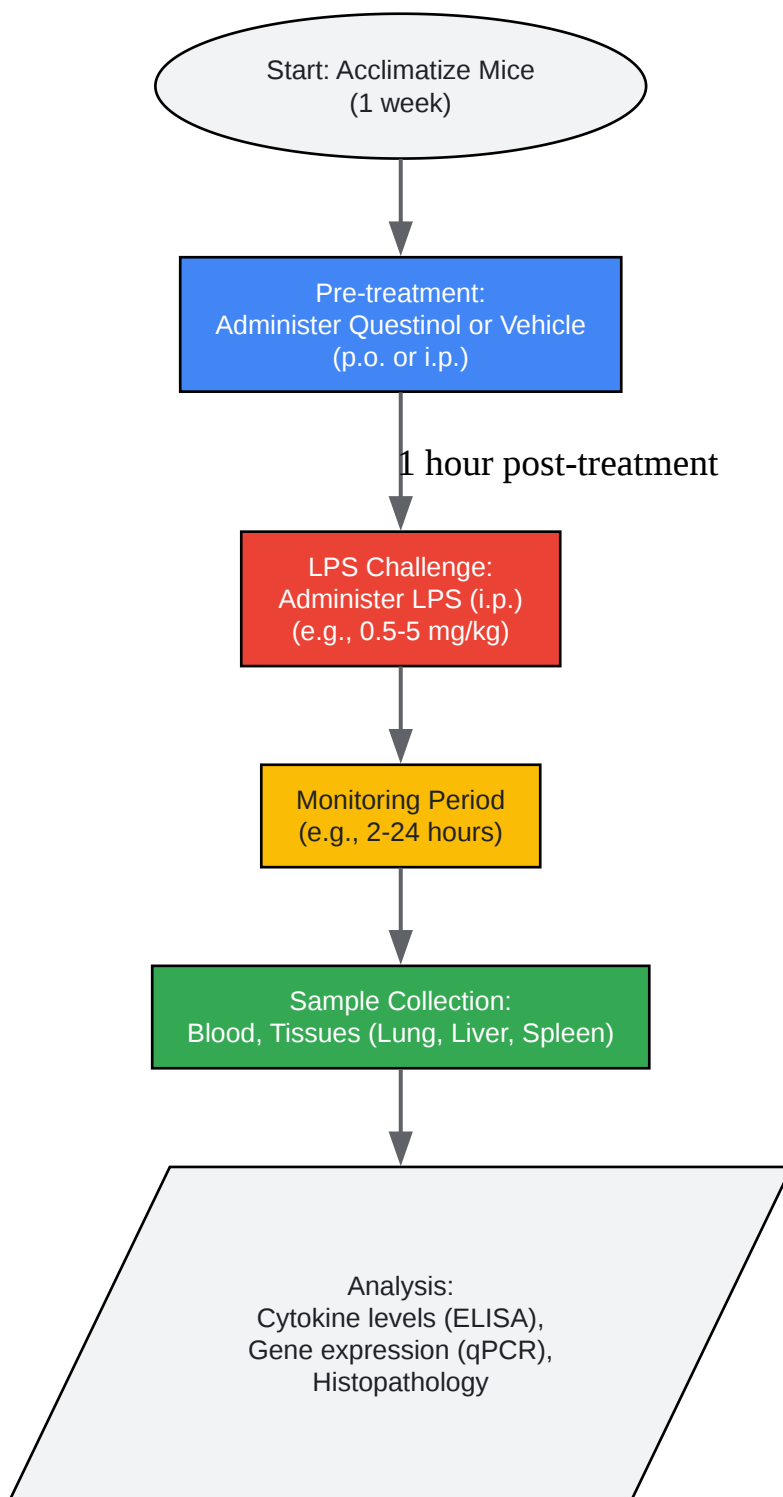 Start: Acclimatize Mice
(1 week)
Pre-treatment:
Administer Questinol or Vehicle
(p.o. or i.p.)
1 hour post-treatment
LPS Challenge:
Administer LPS (i.p.)
(e.g., 0.5-5 mg/kg)
Monitoring Period
(e.g., 2-24 hours)
Sample Collection:
Blood, Tissues (Lung, Liver, Spleen)
Analysis:
Cytokine levels (ELISA),
Gene expression (qPCR),
Histopathology